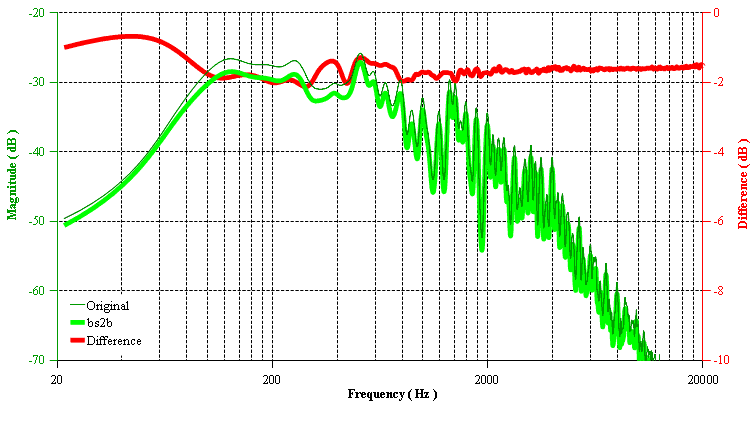 -20
-30
-40
-50
-60
-70
Magnitude ( dB )
0
-2
-4
-6
-8
-10
Difference ( dB )
Original
bs2b
Difference
20
200
2000
20000
Frequency ( Hz )